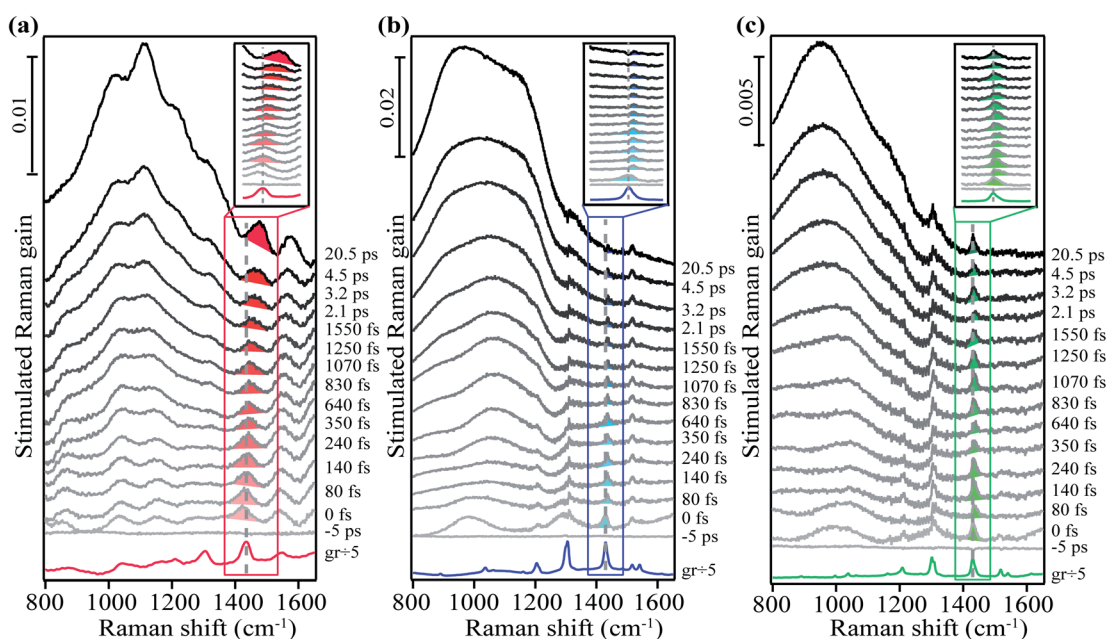 (a)
0.01
Stimulated Raman gain
20.5 ps
4.5 ps
3.2 ps
2.1 ps
1550 fs
1250 fs
1070 fs
830 fs
640 fs
350 fs
240 fs
140 fs
80 fs
0 fs
-5 ps
gr÷5
800 1000 1200 1400 1600
Raman shift (cm⁻¹)
(b)
0.02
Stimulated Raman gain
20.5 ps
4.5 ps
3.2 ps
2.1 ps
1550 fs
1250 fs
1070 fs
830 fs
640 fs
350 fs
240 fs
140 fs
80 fs
0 fs
-5 ps
gr÷5
800 1000 1200 1400 1600
Raman shift (cm⁻¹)
(c)
0.005
Stimulated Raman gain
20.5 ps
4.5 ps
3.2 ps
2.1 ps
1550 fs
1250 fs
1070 fs
830 fs
640 fs
350 fs
240 fs
140 fs
80 fs
0 fs
-5 ps
gr÷5
800 1000 1200 1400 1600
Raman shift (cm⁻¹)